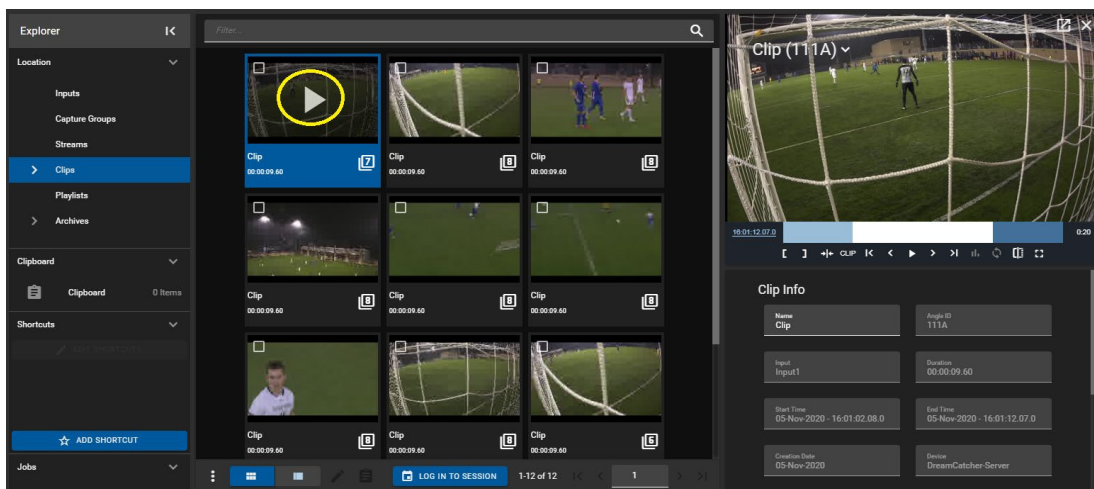 Explorer
Filter...
Clip (111A)
Location
Inputs
Capture Groups
Streams
Clips
Playlists
Archives
Clipboard
Clipboard 0 Items
Shortcuts
EDIT SHORTCUTS
ADD SHORTCUT
Jobs
Clip
00:00:09.60
7
Clip
00:00:09.60
8
Clip
00:00:09.60
8
Clip
00:00:09.60
8
Clip
00:00:09.60
8
Clip
00:00:09.60
8
Clip
00:00:09.60
8
Clip
00:00:09.60
8
Clip
00:00:09.60
6
LOG IN TO SESSION
1-12 of 12
1
16:01:12.07.0
0:20
CLIP
Clip Info
Name
Clip
Angle ID
111A
Input
Input1
Duration
00:00:09.60
Start Time
05-Nov-2020 - 16:01:02.08.0
End Time
05-Nov-2020 - 16:01:12.07.0
Creation Date
05-Nov-2020
Device
DreamCatcher-Server